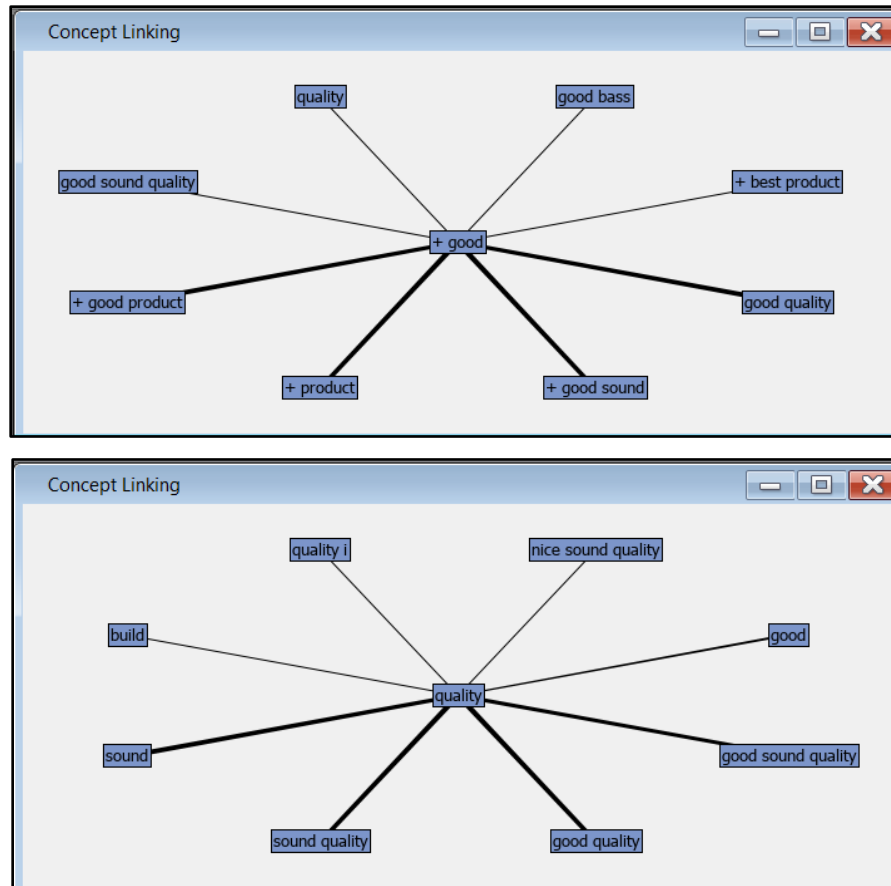 Concept Linking
quality
good bass
good sound quality
+ best product
+ good
+ good product
good quality
+ product
+ good sound
Concept Linking
quality i
nice sound quality
build
good
quality
sound
good sound quality
sound quality
good quality